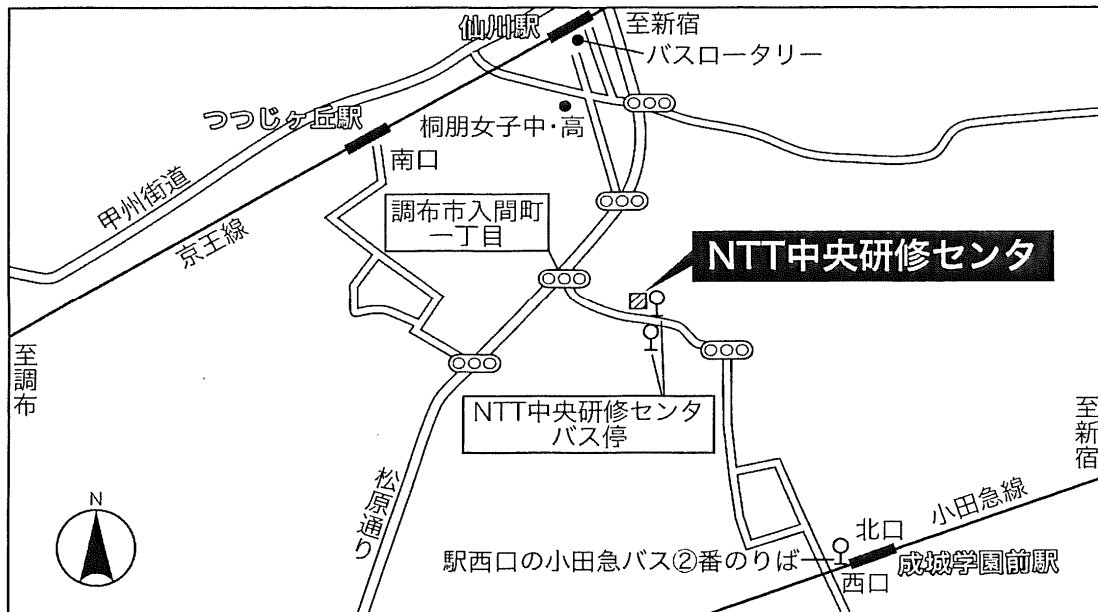 仙川駅
至新宿
バスロータリー
つつじヶ丘駅
桐朋女子中・高
南口
甲州街道
京王線
調布市入間町
一丁目
NTT中央研修センタ
至調布
NTT中央研修センタ
バス停
至新宿
松原通り
N
小田急線
北口
駅西口の小田急バス②番のりば
成城学園前駅
西口